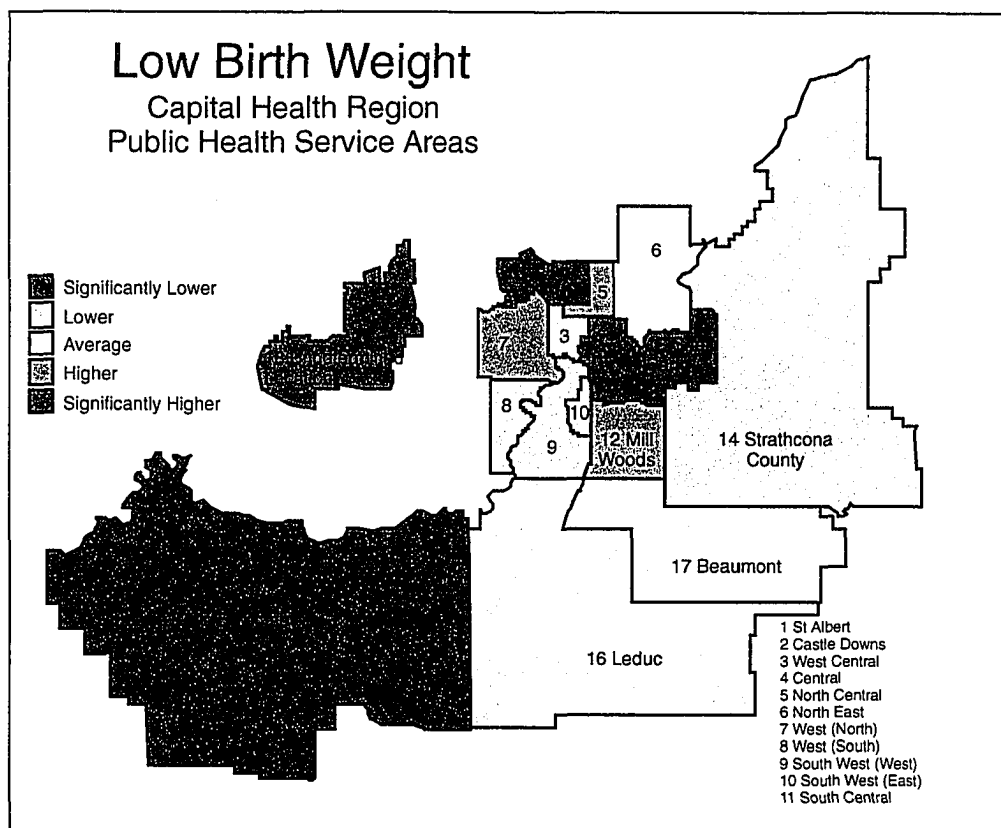 Low Birth Weight
Capital Health Region
Public Health Service Areas
Significantly Lower
Lower
Average
Higher
Significantly Higher
6
5
3
7
8
10
9
12 Mill
Woods
14 Strathcona
County
17 Beaumont
16 Leduc
1 St Albert
2 Castle Downs
3 West Central
4 Central
5 North Central
6 North East
7 West (North)
8 West (South)
9 South West (West)
10 South West (East)
11 South Central